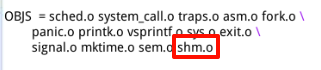 OBJS = sched.o system_call.o traps.o asm.o fork.o \
panic.o printk.o vsprintf.o sys.o exit.o \
signal.o mktime.o sem.o shm.o